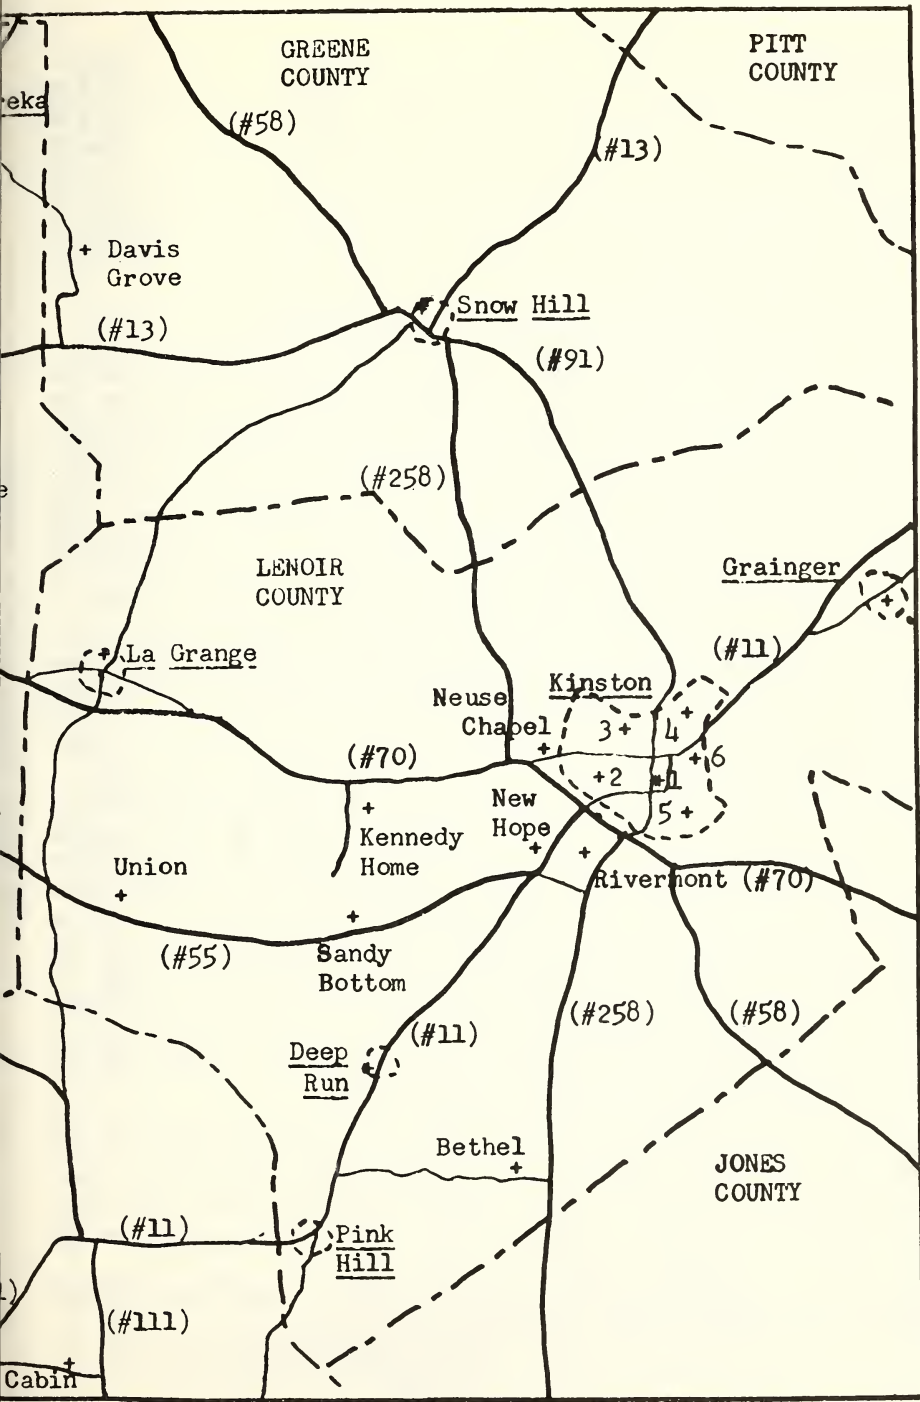 GREENE
COUNTY
PITT
COUNTY
reka
(#58)
(#13)
+ Davis
Grove
(#13)
Snow Hill
(#91)
(#258)
e
LENOIR
COUNTY
Grainger
La Grange
(#11)
Kinston
Neuse
Chapel
3+
4
6
(#70)
+2
1
New
Hope
5+
Kennedy
Home
Union
Rivermont (#70)
(#55)
Sandy
Bottom
(#258)
(#58)
(#11)
Deep
Run
Bethel
JONES
COUNTY
(#11)
Pink
Hill
(#111)
Cabin